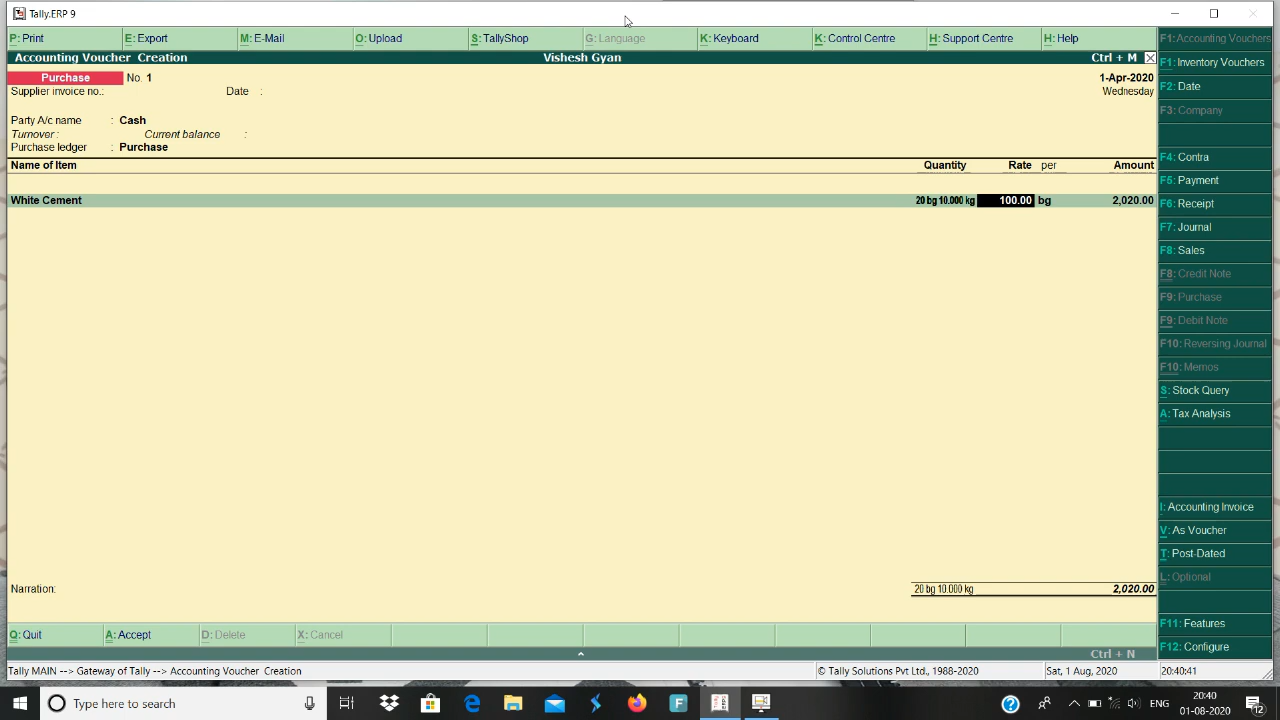 Tally.ERP 9
P: Print E: Export M: E-Mail O: Upload S: TallyShop G: Language K: Keyboard K: Control Centre H: Support Centre H: Help
F1: Accounting Vouchers
Accounting Voucher Creation Vishesh Gyan Ctrl + M
F1: Inventory Vouchers
Purchase No. 1 1-Apr-2020
F2: Date
Supplier invoice no.: Date : Wednesday
F3: Company
Party A/c name : Cash
Turnover : Current balance :
Purchase ledger : Purchase
F4: Contra
Name of Item Quantity Rate per Amount
F5: Payment
White Cement 20 bg 10.000 kg 100.00 bg 2,020.00
F6: Receipt
F7: Journal
F8: Sales
F8: Credit Note
F9: Purchase
F9: Debit Note
F10: Reversing Journal
F10: Memos
S: Stock Query
A: Tax Analysis
I: Accounting Invoice
V: As Voucher
T: Post-Dated
L: Optional
Narration: 20 bg 10.000 kg 2,020.00
F11: Features
Q: Quit A: Accept D: Delete X: Cancel
F12: Configure
Ctrl + N
Tally MAIN --> Gateway of Tally --> Accounting Voucher Creation © Tally Solutions Pvt Ltd., 1988-2020 Sat, 1 Aug, 2020 20:40:41
Type here to search ENG 20:40
01-08-2020